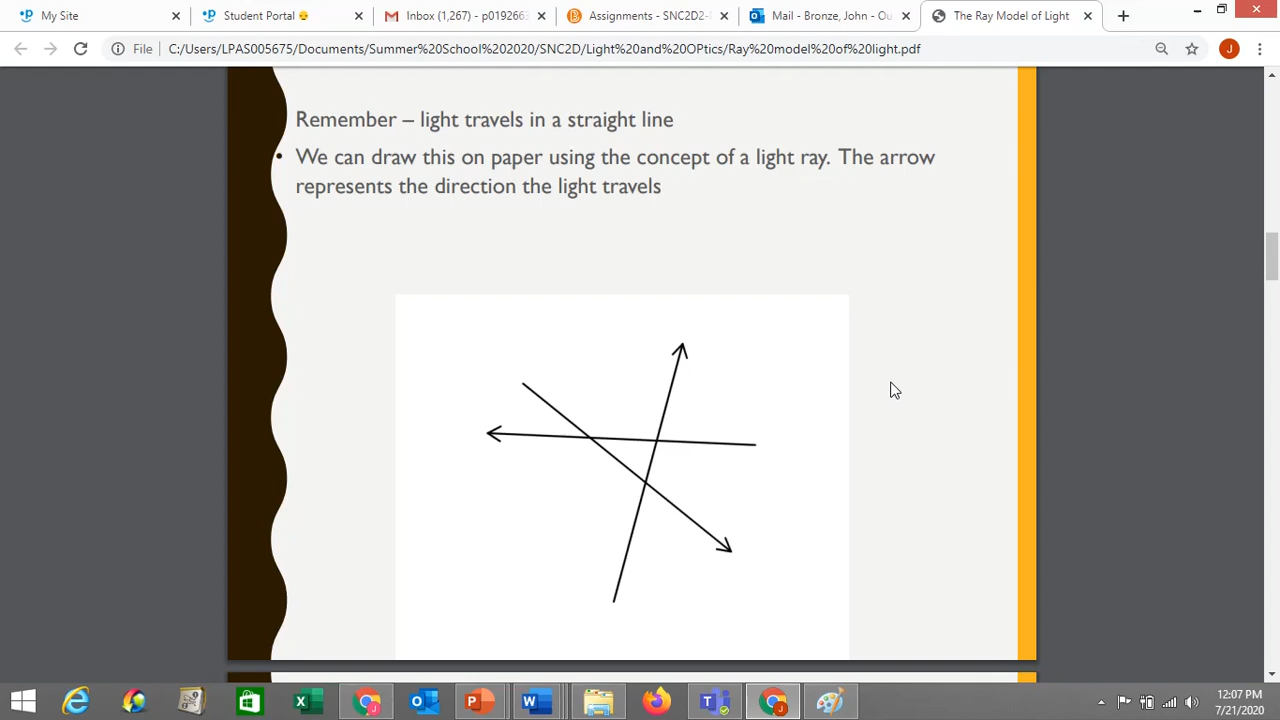 My Site
Student Portal
Inbox (1,267) - p0192663
Assignments - SNC2D2-
Mail - Bronze, John - Ou
The Ray Model of Light
File
C:/Users/LPAS005675/Documents/Summer%20School%202020/SNC2D/Light%20and%20OPtics/Ray%20model%20of%20light.pdf
J
Remember – light travels in a straight line
• We can draw this on paper using the concept of a light ray. The arrow
represents the direction the light travels
12:07 PM
7/21/2020